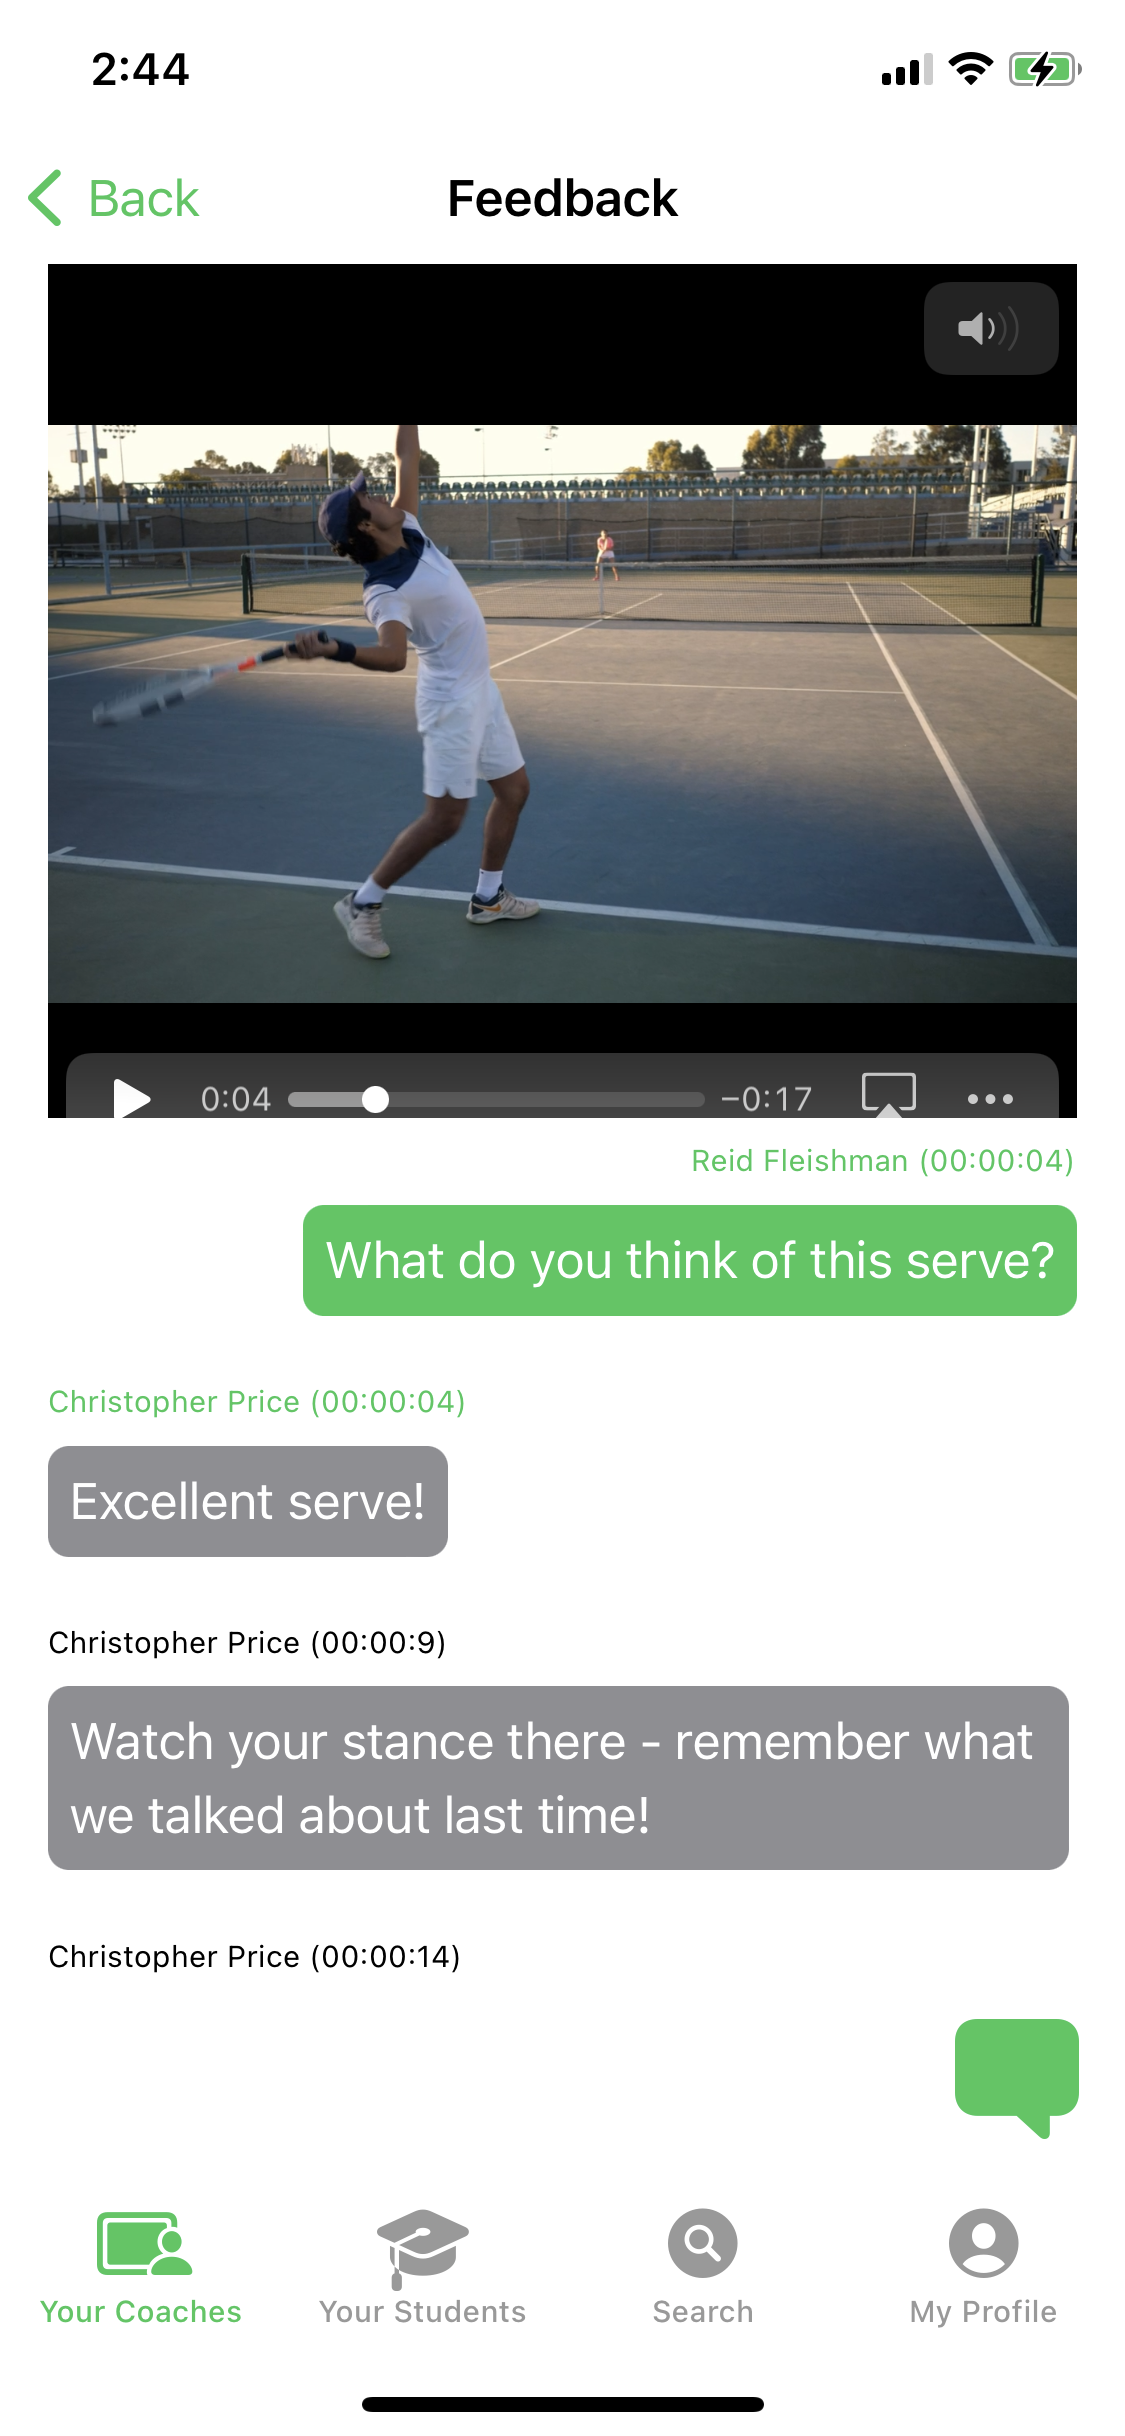 2:44
Back
Feedback
0:04
−0:17
Reid Fleishman (00:00:04)
What do you think of this serve?
Christopher Price (00:00:04)
Excellent serve!
Christopher Price (00:00:9)
Watch your stance there - remember what
we talked about last time!
Christopher Price (00:00:14)
Your Coaches
Your Students
Search
My Profile